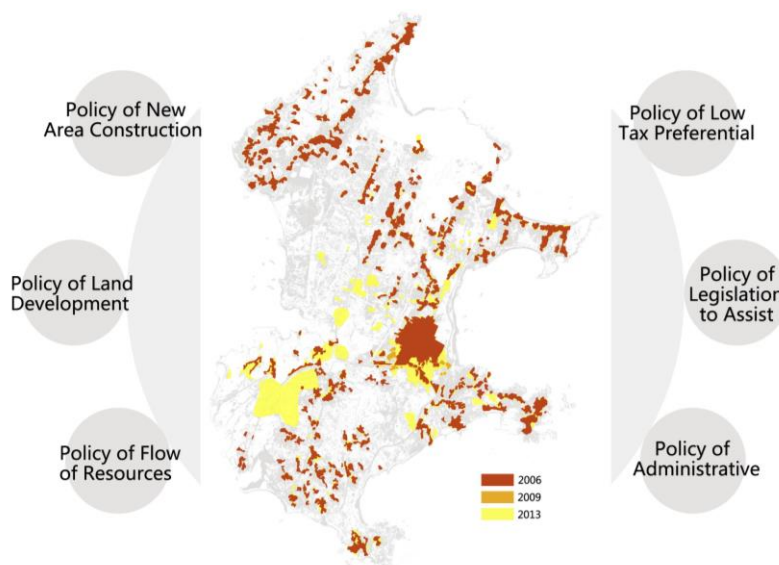 Policy of New
Area Construction
Policy of Low
Tax Preferential
Policy of Land
Development
Policy of
Legislation
to Assist
Policy of Flow
of Resources
Policy of
Administrative
2006
2009
2013